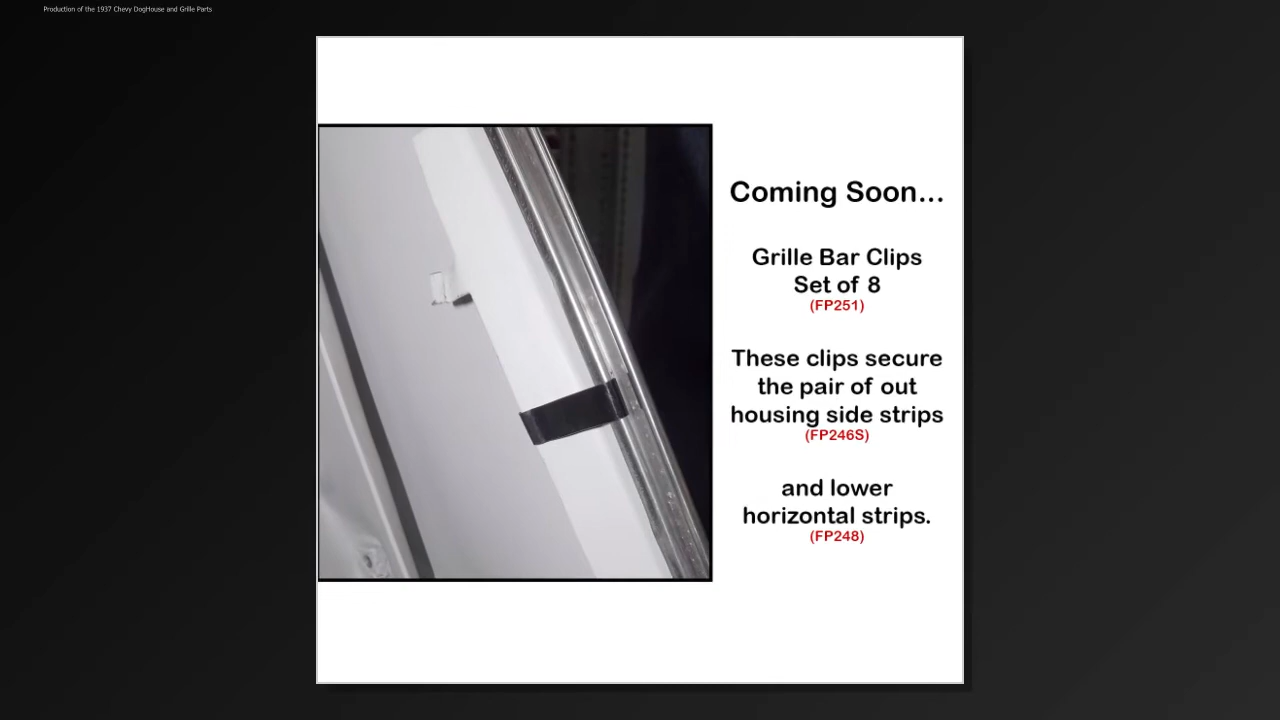 Production of the 1937 Chevy DogHouse and Grille Parts
Coming Soon...
Grille Bar Clips
Set of 8
(FP251)
These clips secure
the pair of out
housing side strips
(FP246S)
and lower
horizontal strips.
(FP248)